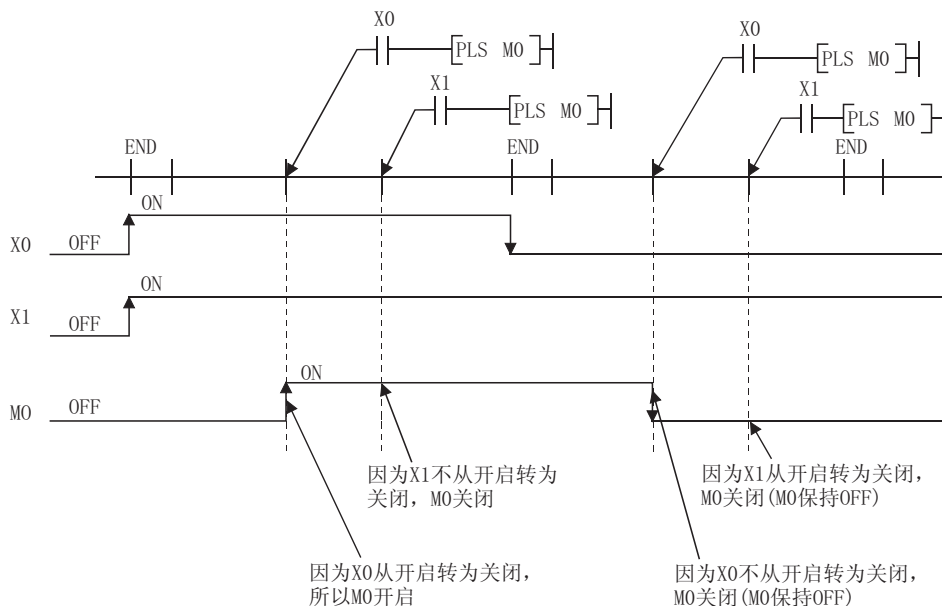 X0
PLS M0
X1
PLS M0
X0
PLS M0
X1
PLS M0
END
END
END
X0
OFF
ON
X1
OFF
ON
M0
OFF
ON
因为X1不从开启转为
关闭，M0关闭
因为X1从开启转为关闭，
M0关闭(M0保持OFF)
因为X0从开启转为关闭，
所以M0开启
因为X0不从开启转为关闭，
M0关闭(M0保持OFF)